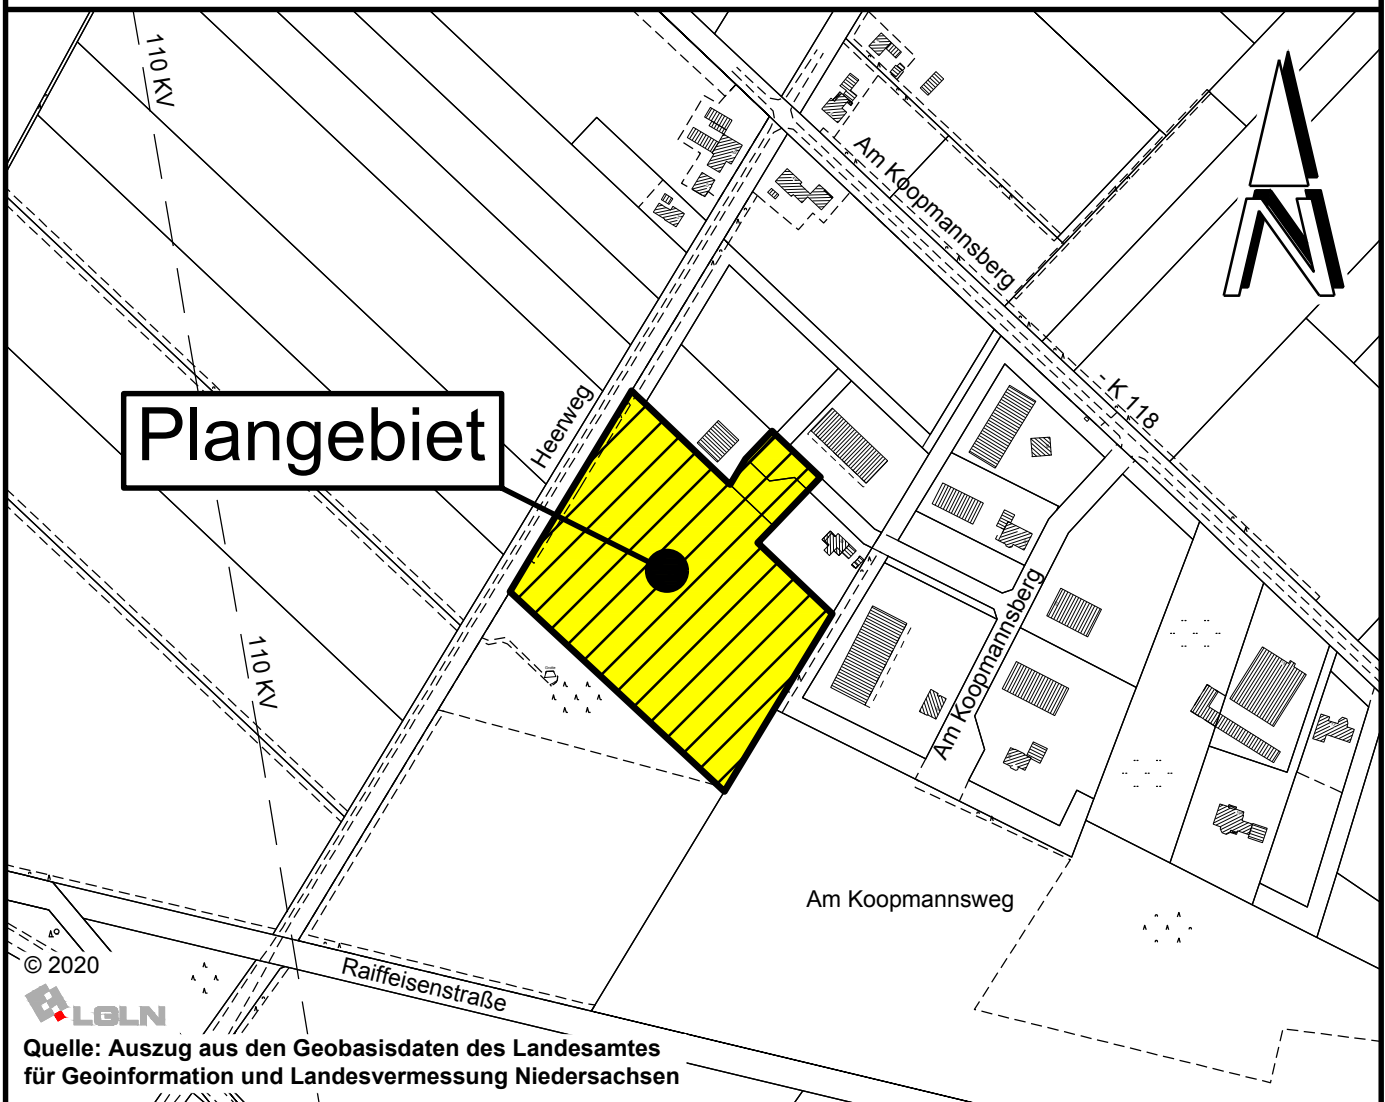 110 KV
Am Koopmannsberg
N
K 118
Heerweg
Plangebiet
110 KV
Am Koopmannsberg
Am Koopmannsweg
Raiffeisenstraße
© 2020
LGLN
Quelle: Auszug aus den Geobasisdaten des Landesamtes
für Geoinformation und Landesvermessung Niedersachsen